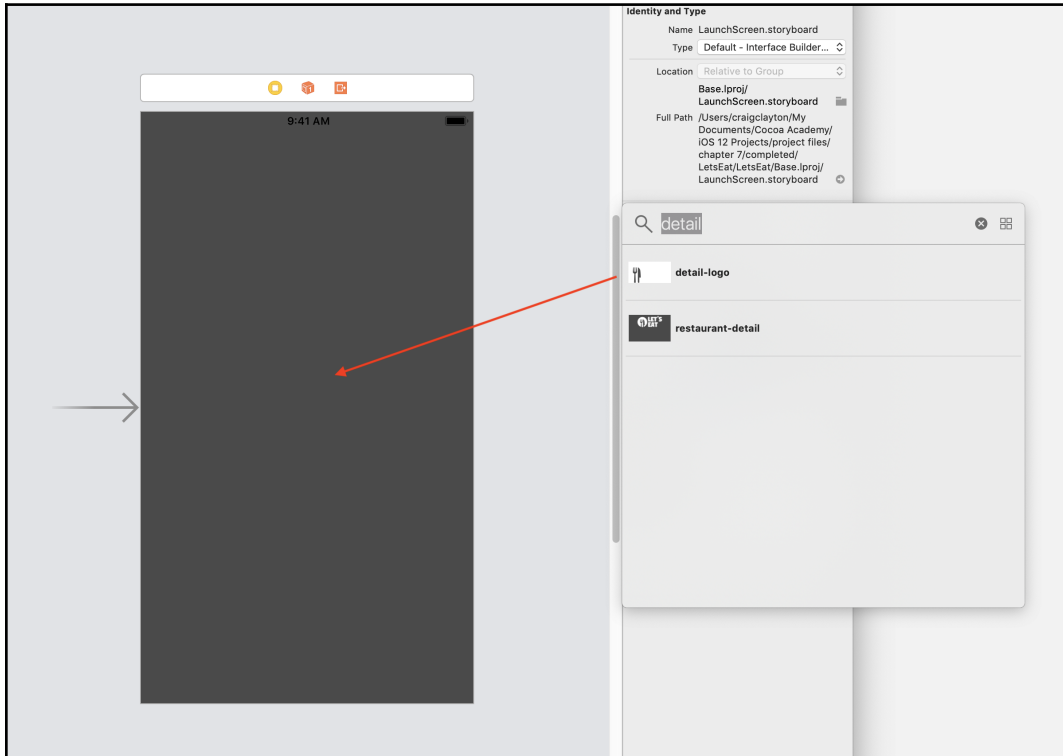 Identity and Type
Name LaunchScreen.storyboard
Type Default - Interface Builder...
Location Relative to Group
Base.lproj/
LaunchScreen.storyboard
Full Path /Users/craigclayton/My
Documents/Cocoa Academy/
iOS 12 Projects/project files/
chapter 7/completed/
LetsEat/LetsEat/Base.lproj/
LaunchScreen.storyboard
9:41 AM
detail
detail-logo
LET'S
EAT
restaurant-detail